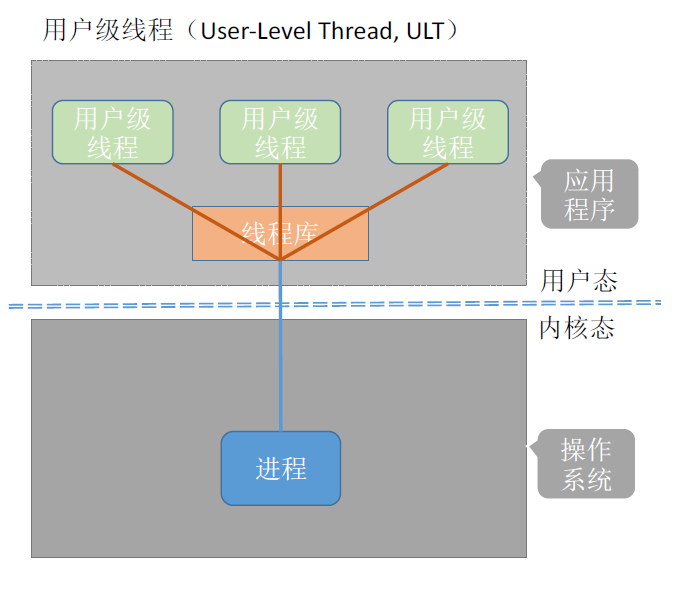 用户级线程（User-Level Thread, ULT）
用户级
线程
用户级
线程
用户级
线程
应用
程序
线程库
用户态
内核态
操作
系统
进程